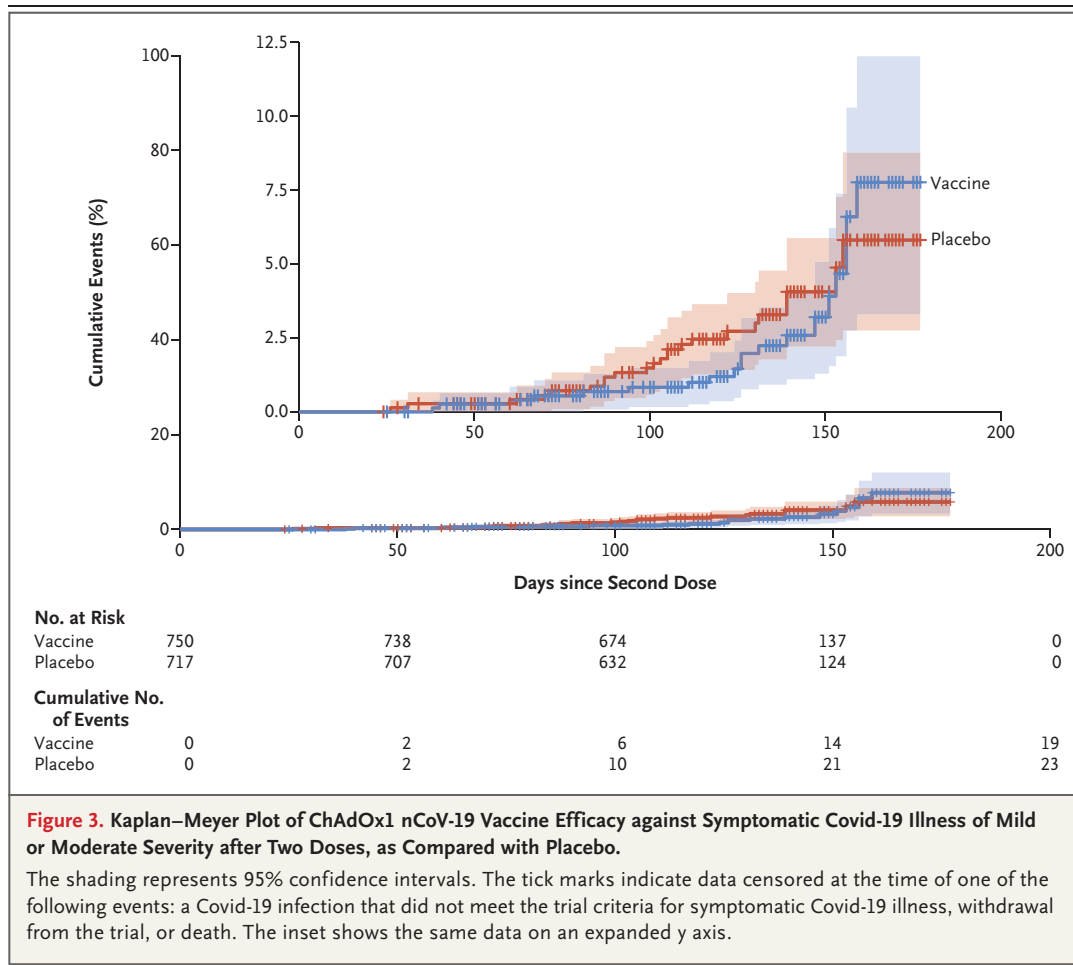 12.5
10.0
7.5
5.0
2.5
0.0
0 50 100 150 200
Vaccine
Placebo
100
80
60
40
20
0
Cumulative Events (%)
0 50 100 150 200
Days since Second Dose
No. at Risk
Vaccine 750 738 674 137 0
Placebo 717 707 632 124 0
Cumulative No.
of Events
Vaccine 0 2 6 14 19
Placebo 0 2 10 21 23
Figure 3. Kaplan–Meyer Plot of ChAdOx1 nCoV-19 Vaccine Efficacy against Symptomatic Covid-19 Illness of Mild
or Moderate Severity after Two Doses, as Compared with Placebo.
The shading represents 95% confidence intervals. The tick marks indicate data censored at the time of one of the
following events: a Covid-19 infection that did not meet the trial criteria for symptomatic Covid-19 illness, withdrawal
from the trial, or death. The inset shows the same data on an expanded y axis.